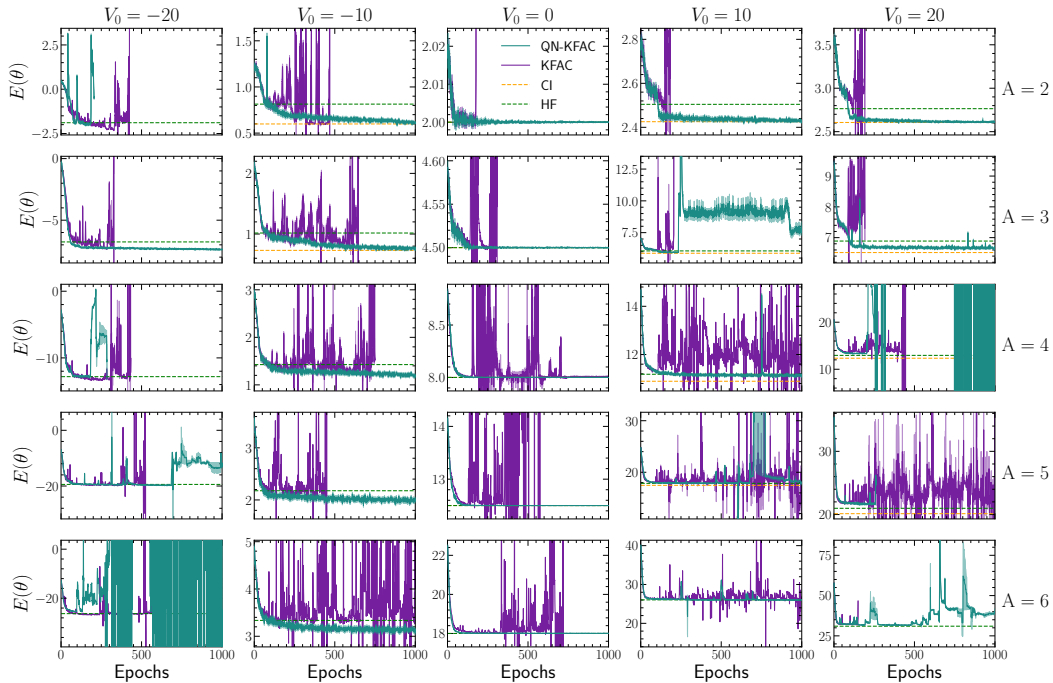 V₀ = −20 V₀ = −10 V₀ = 0 V₀ = 10 V₀ = 20
E(θ) 2.5 0.0 −2.5 1.5 1.0 0.5 2.02 2.01 2.00 2.8 2.6 2.4 3.5 3.0 2.5 A = 2
QN-KFAC
KFAC
CI
HF
E(θ) 0 −5 2 1 4.60 4.55 4.50 12.5 10.0 7.5 9 8 7 A = 3
E(θ) 0 −10 3 2 1 8.5 8.0 14 12 20 10 A = 4
E(θ) 0 −20 3 2 14 13 30 20 10 30 25 20 A = 5
E(θ) 0 −20 5 4 3 22 20 18 40 30 20 75 50 25 A = 6
0 500 1000 0 500 1000 0 500 1000 0 500 1000 0 500 1000
Epochs Epochs Epochs Epochs Epochs